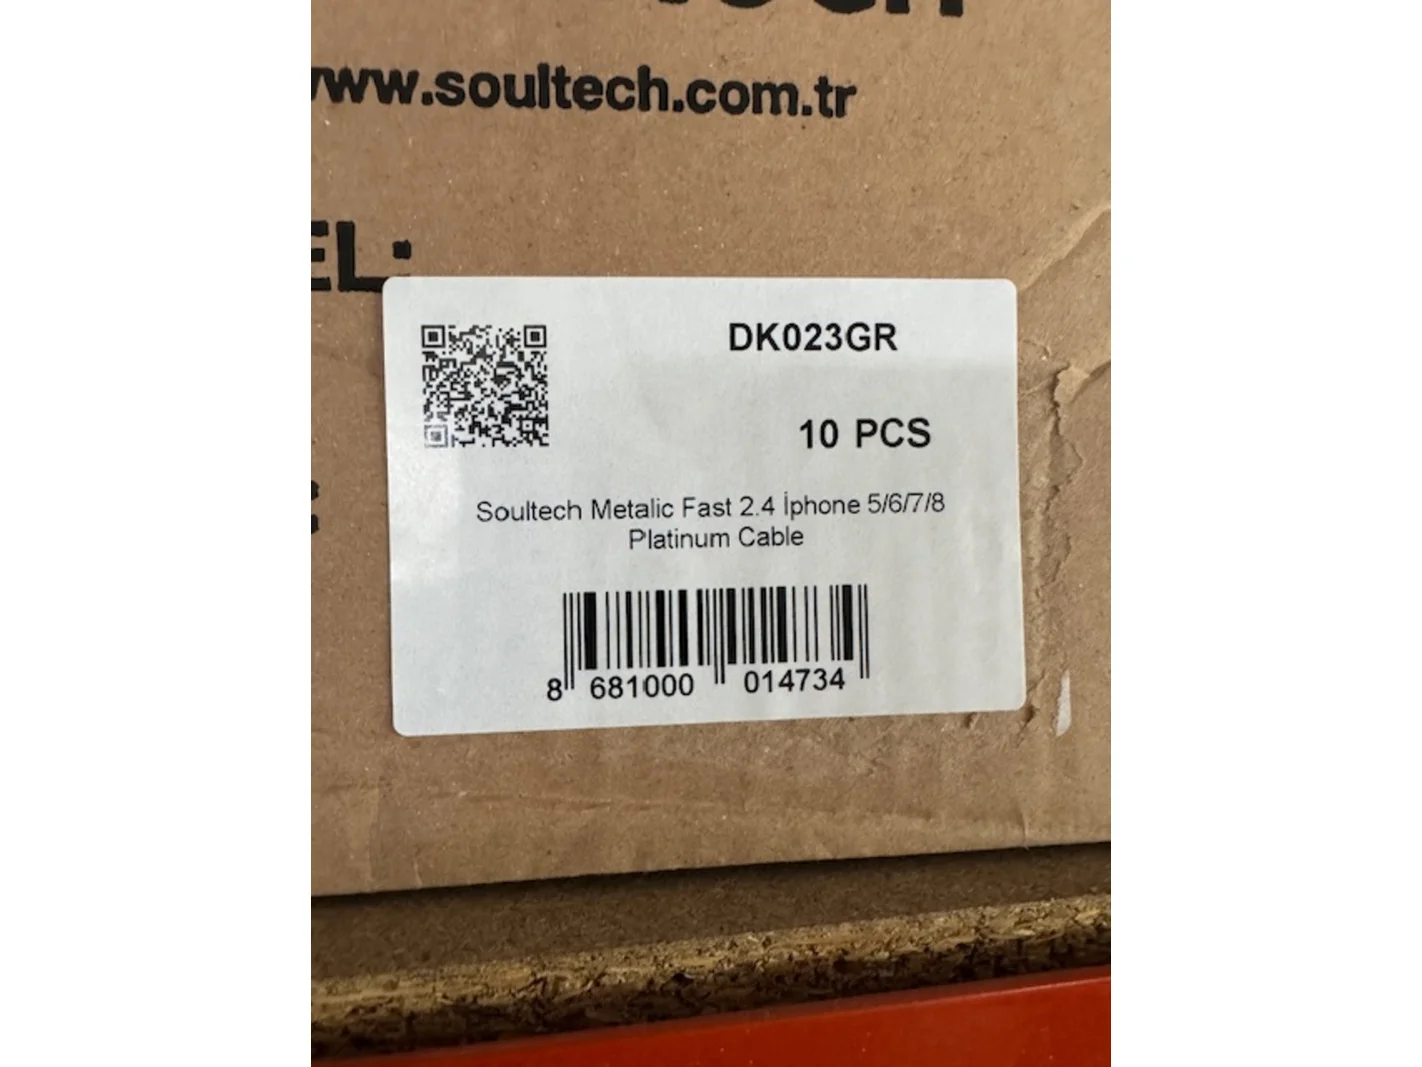 www.soultech.com.tr
EL:
DK023GR
10 PCS
Soultech Metalic Fast 2.4 İphone 5/6/7/8
Platinum Cable
8 681000 014734